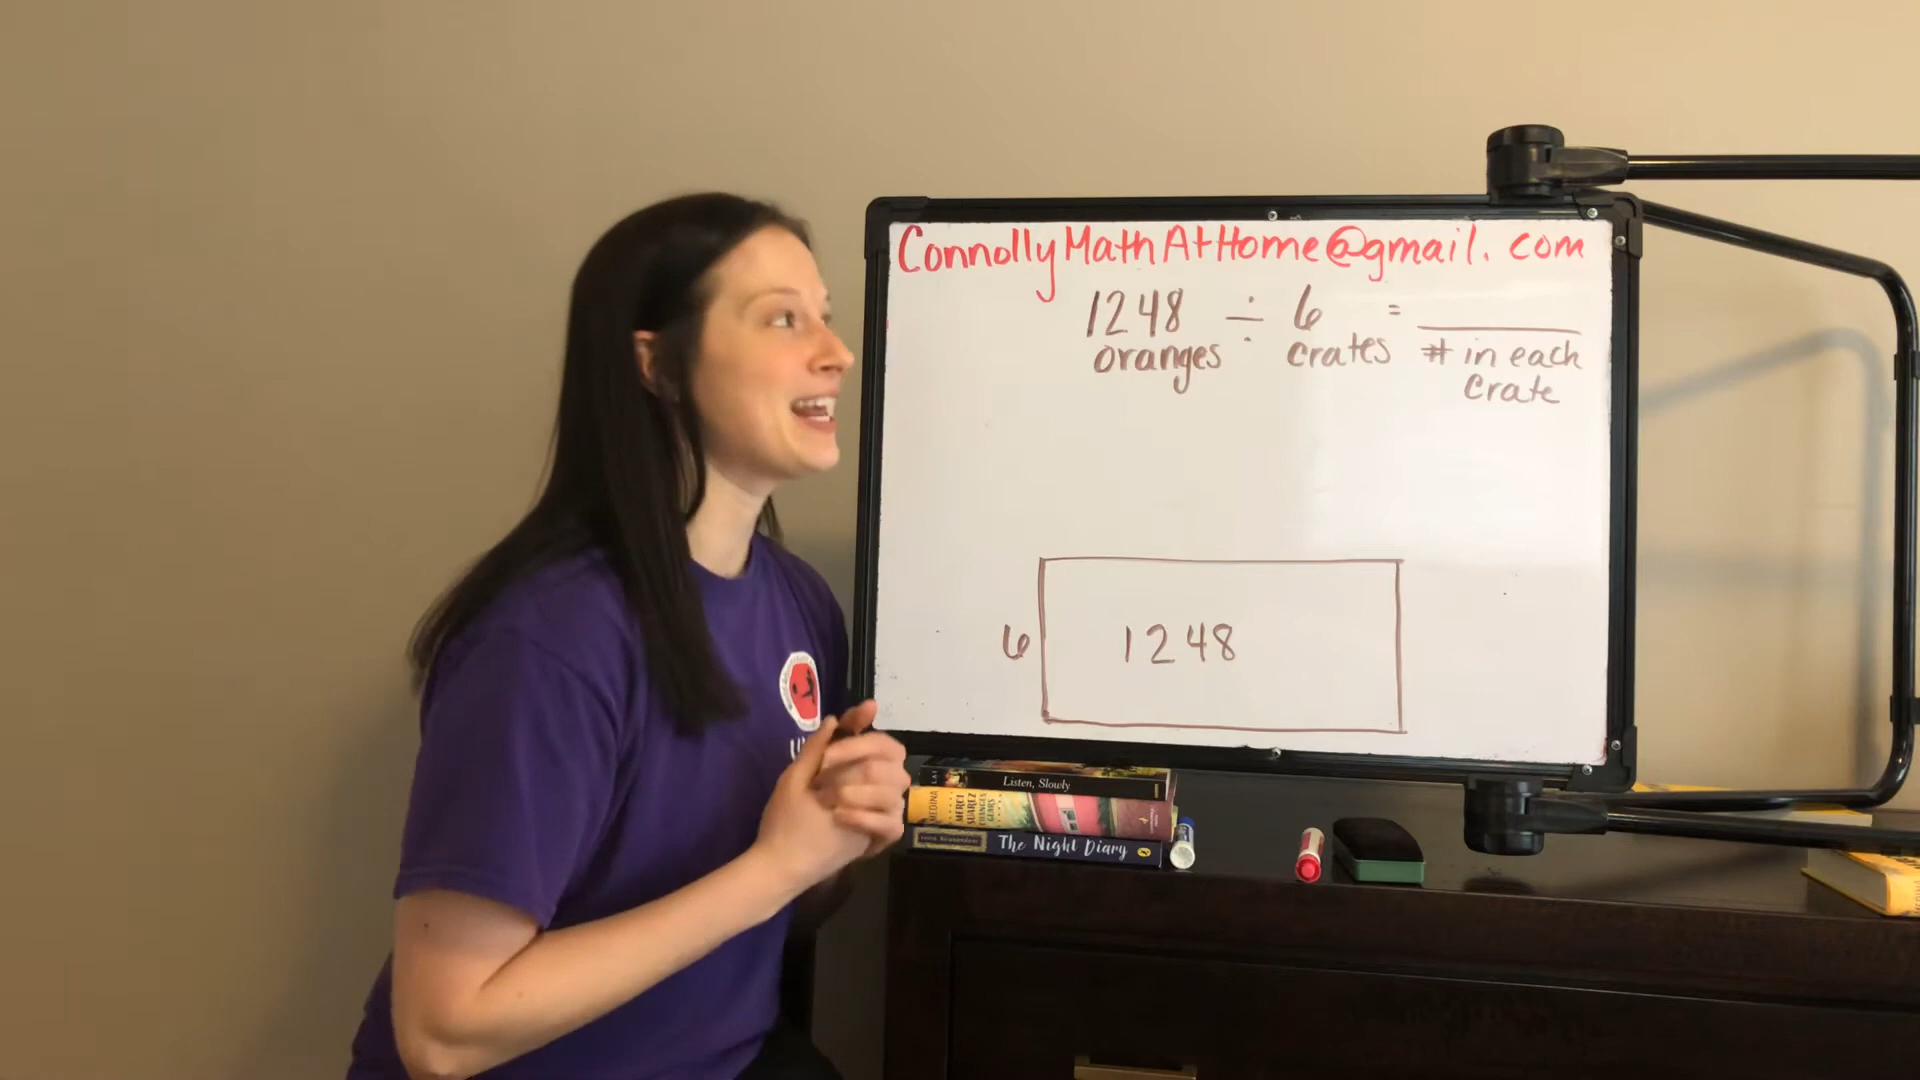 ConnollyMathAtHome@gmail.com
1248 ÷ 6 = ____
oranges crates # in each
crate
6 1248
Listen, Slowly
MEDINA MERCI SUÁREZ CHANGES GEARS
The Night Diary